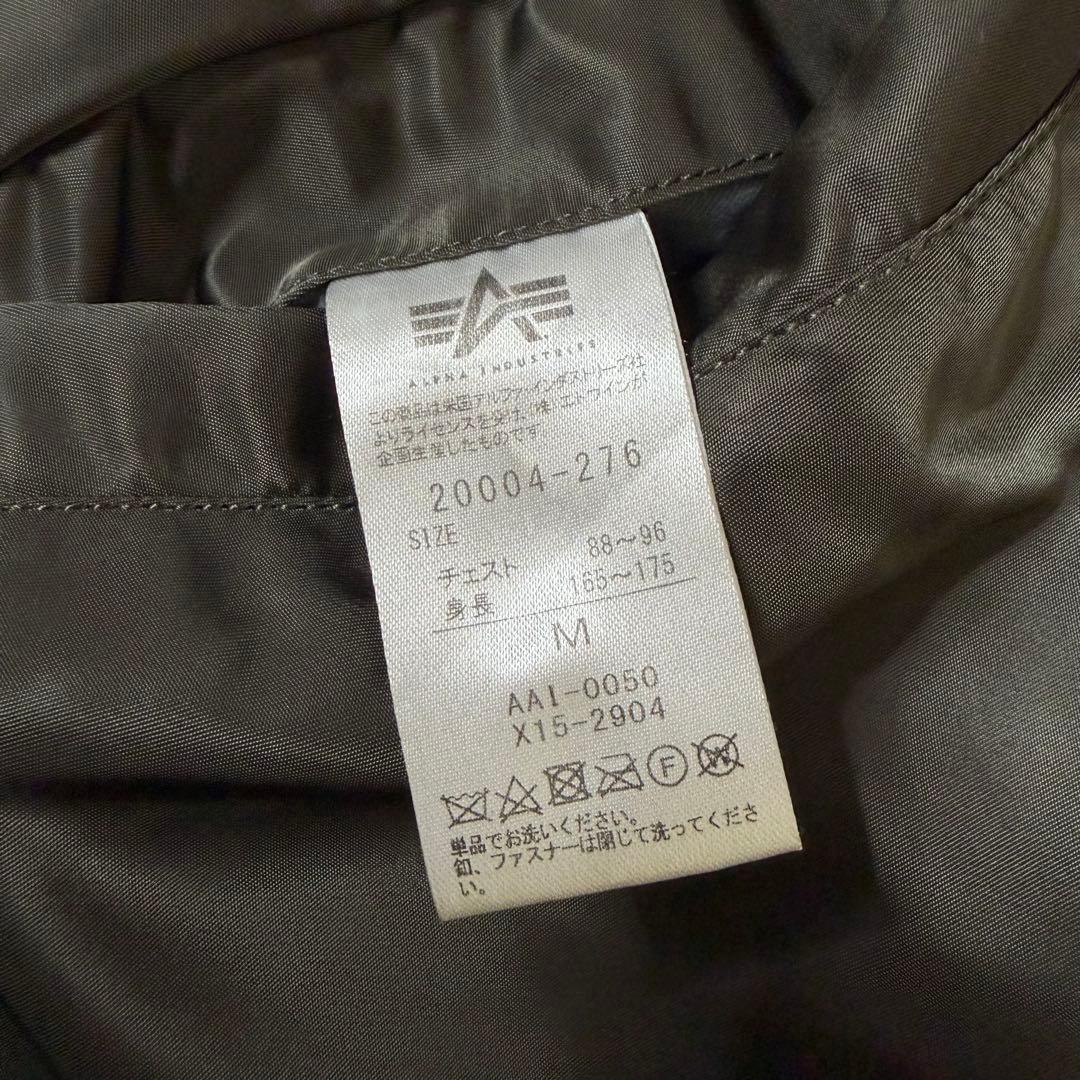 ALPHA INDUSTRIES
この商品は米国アルファ・インダストリーズ社
よりライセンスを受けた(株)エドウインが
企画生産したものです
20004-276
SIZE
チェスト 88～96
身長 165～175
M
AAI-0050
X15-2904
F W
単品でお洗いください。
釦、ファスナーは閉じて洗ってくださ
い。